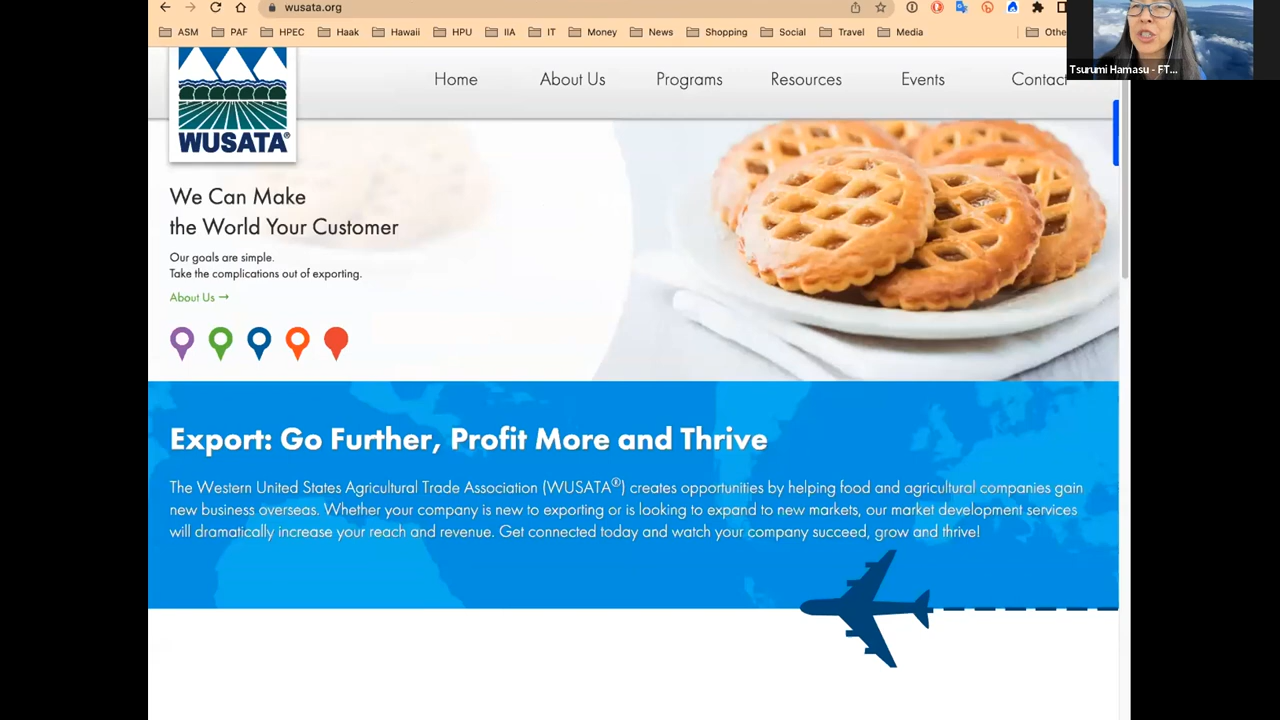 wusata.org
ASM PAF HPEC Haak Hawaii HPU IIA IT Money News Shopping Social Travel Media Othe
Tsurumi Hamasu - FT...
Home About Us Programs Resources Events Contact
WUSATA®
We Can Make
the World Your Customer
Our goals are simple.
Take the complications out of exporting.
About Us →
Export: Go Further, Profit More and Thrive
The Western United States Agricultural Trade Association (WUSATA®) creates opportunities by helping food and agricultural companies gain
new business overseas. Whether your company is new to exporting or is looking to expand to new markets, our market development services
will dramatically increase your reach and revenue. Get connected today and watch your company succeed, grow and thrive!